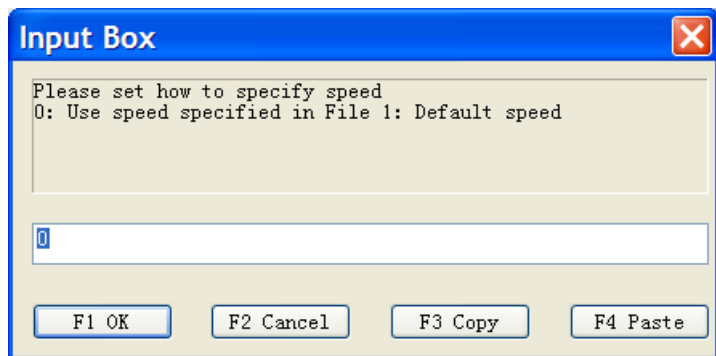 Input Box
Please set how to specify speed
0: Use speed specified in File 1: Default speed
0
F1 OK F2 Cancel F3 Copy F4 Paste